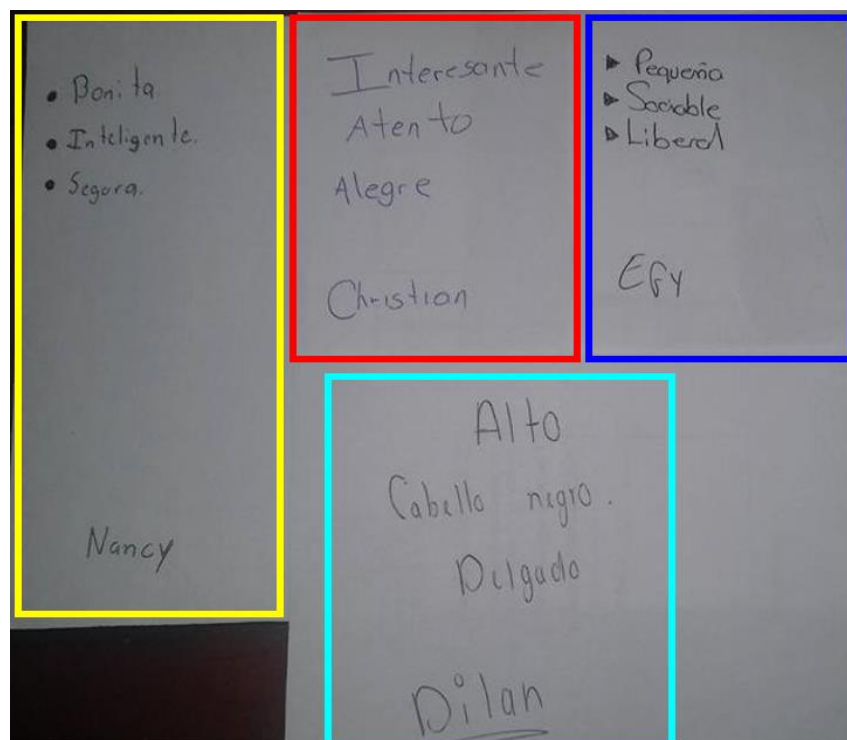 • Bonita
• Inteligente.
• Segura.
Nancy
Interesante
Atento
Alegre
Christian
▶ Pequeña
▶ Sociable
▶ Liberal
Efy
Alto
Cabello negro.
Delgado
Dilan